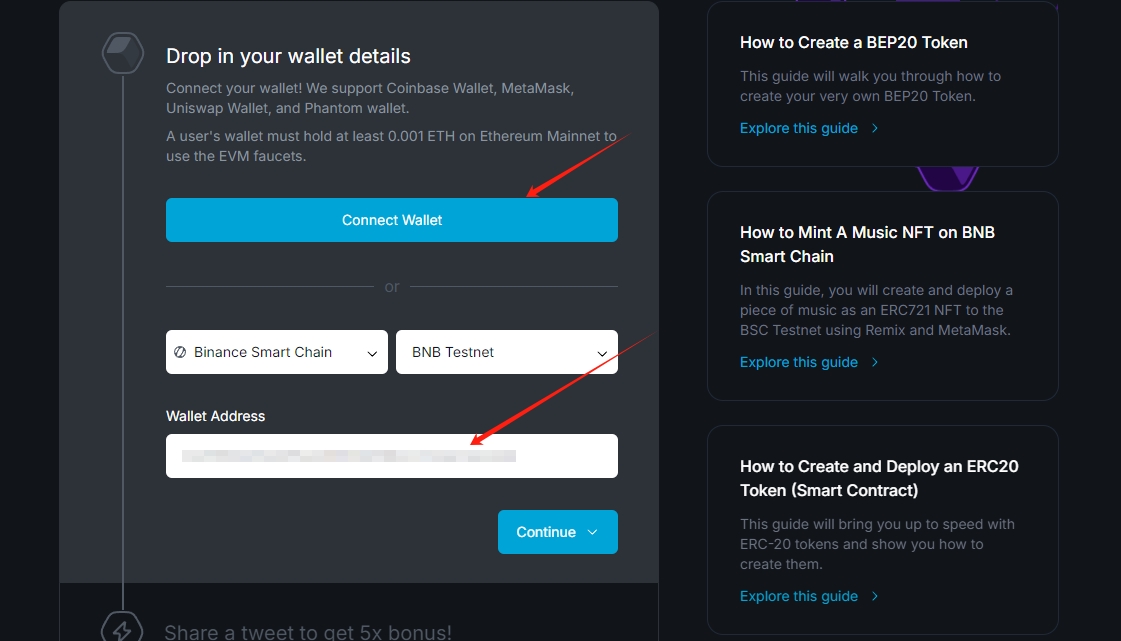 Drop in your wallet details
Connect your wallet! We support Coinbase Wallet, MetaMask,
Uniswap Wallet, and Phantom wallet.
A user's wallet must hold at least 0.001 ETH on Ethereum Mainnet to
use the EVM faucets.
Connect Wallet
or
Binance Smart Chain
BNB Testnet
Wallet Address
Continue
Share a tweet to get 5x bonus!
How to Create a BEP20 Token
This guide will walk you through how to
create your very own BEP20 Token.
Explore this guide
How to Mint A Music NFT on BNB
Smart Chain
In this guide, you will create and deploy a
piece of music as an ERC721 NFT to the
BSC Testnet using Remix and MetaMask.
Explore this guide
How to Create and Deploy an ERC20
Token (Smart Contract)
This guide will bring you up to speed with
ERC-20 tokens and show you how to
create them.
Explore this guide